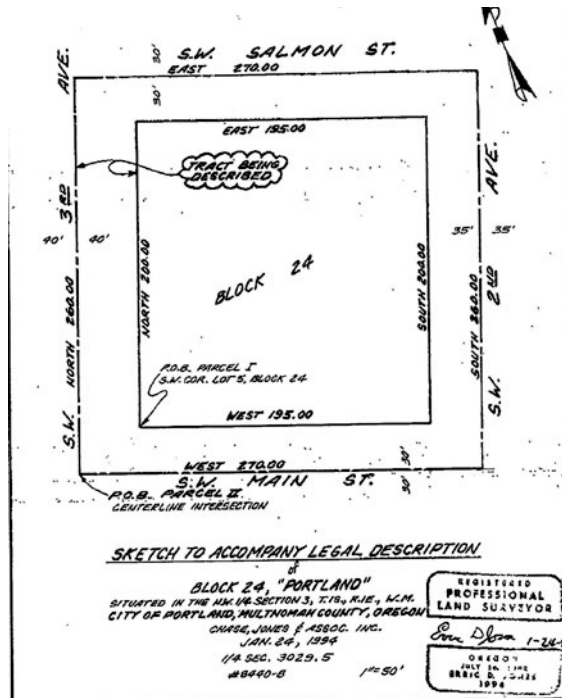 S.W. SALMON ST.
30'
EAST 270.00
30'
AVE.
EAST 195.00
TRACT BEING
DESCRIBED
AVE.
3RD
40' 40'
35' 35'
BLOCK 24
NORTH 200.00
SOUTH 200.00
NORTH 260.00
SOUTH 260.00
2ND
S.W.
S.W.
P.O.B. PARCEL I
S.W. COR. LOT 5, BLOCK 24
WEST 195.00
WEST 270.00
30' 30'
S.W. MAIN ST.
P.O.B. PARCEL II
CENTERLINE INTERSECTION
SKETCH TO ACCOMPANY LEGAL DESCRIPTION
of
BLOCK 24, "PORTLAND"
SITUATED IN THE N.W. 1/4 SECTION 3, T.1S., R.1E., W.M.
CITY OF PORTLAND, MULTNOMAH COUNTY, OREGON
CHASE, JONES & ASSOC. INC.
JAN. 24, 1994
1/4 SEC. 3029.5
#8440-B 1"=50'
REGISTERED
PROFESSIONAL
LAND SURVEYOR
1-24-
OREGON
JULY
1994